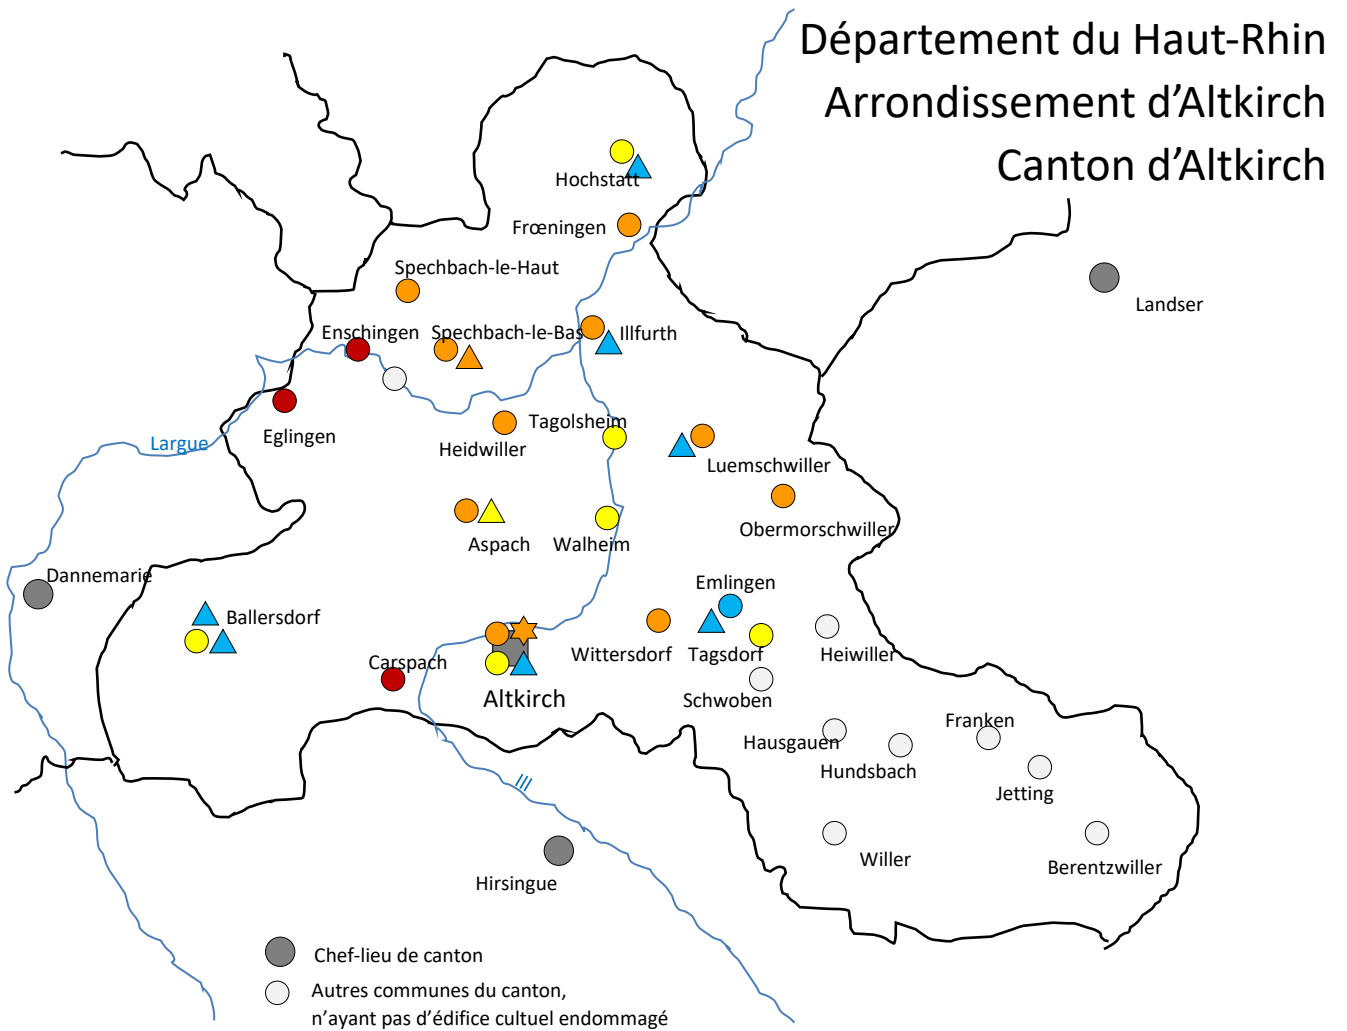 Département du Haut-Rhin
Arrondissement d’Altkirch
Canton d’Altkirch
Hochstatt
Frœningen
Spechbach-le-Haut
Landser
Enschingen
Spechbach-le-Bas
Illfurth
Eglingen
Largue
Heidwiller
Tagolsheim
Luemschwiller
Obermorschwiller
Aspach
Walheim
Dannemarie
Emlingen
Ballersdorf
Wittersdorf
Tagsdorf
Heiwiller
Carspach
Altkirch
Schwoben
Franken
Hausgauen
Hundsbach
Jetting
Willer
Berentzwiller
Hirsingue
Chef-lieu de canton
Autres communes du canton,
n’ayant pas d’édifice cultuel endommagé